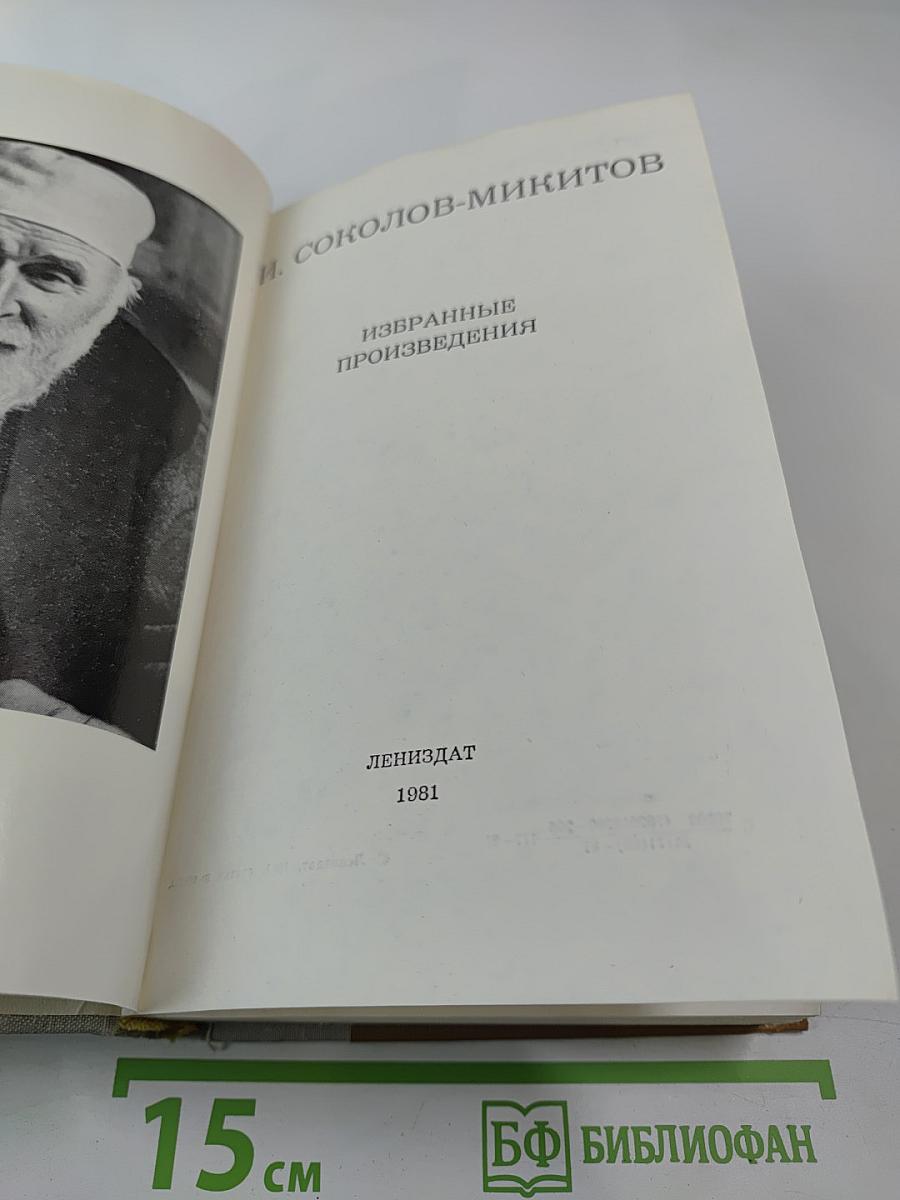 И. СОКОЛОВ-МИКИТОВ
ИЗБРАННЫЕ
ПРОИЗВЕДЕНИЯ
ЛЕНИЗДАТ
1981
15 см
БФ БИБЛИОФАН